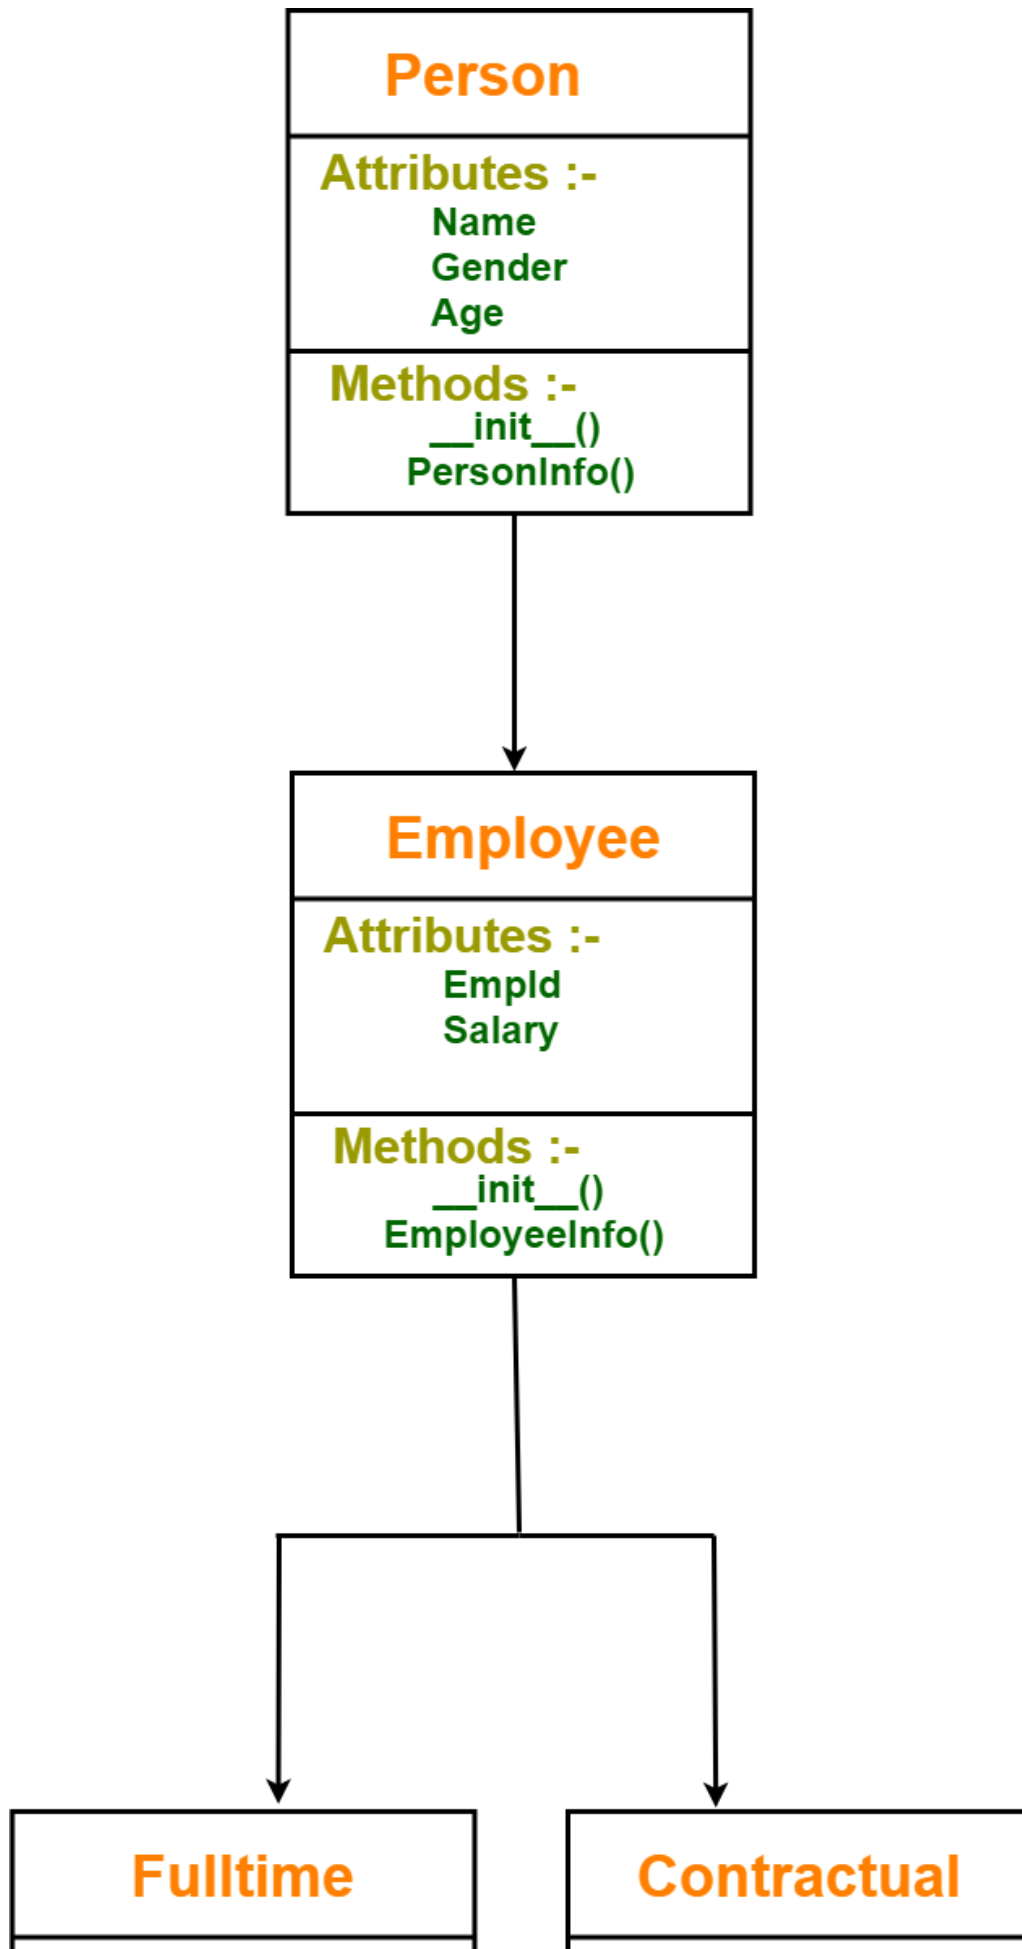 Person
Attributes :-
Name
Gender
Age
Methods :-
__init__()
PersonInfo()
Employee
Attributes :-
EmpId
Salary
Methods :-
__init__()
EmployeeInfo()
Fulltime
Contractual